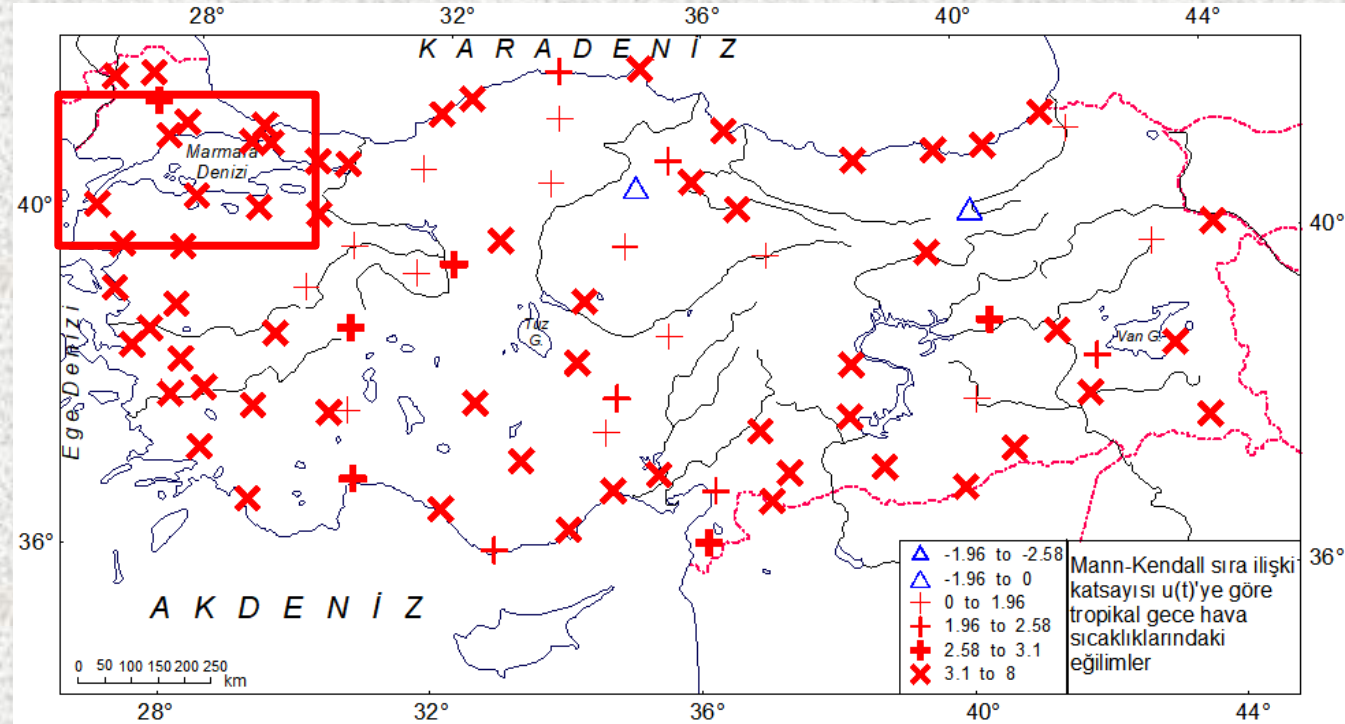 28° 32° 36° 40° 44°
K A R A D E N İ Z
Marmara
Denizi
40° 40°
Ege Denizi
Tuz
G.
Van G.
36° 36°
A K D E N İ Z
0 50 100 150 200 250
km
-1.96 to -2.58
-1.96 to 0
0 to 1.96
1.96 to 2.58
2.58 to 3.1
3.1 to 8
Mann-Kendall sıra ilişki
katsayısı u(t)'ye göre
tropikal gece hava
sıcaklıklarındaki
eğilimler
28° 32° 36° 40° 44°